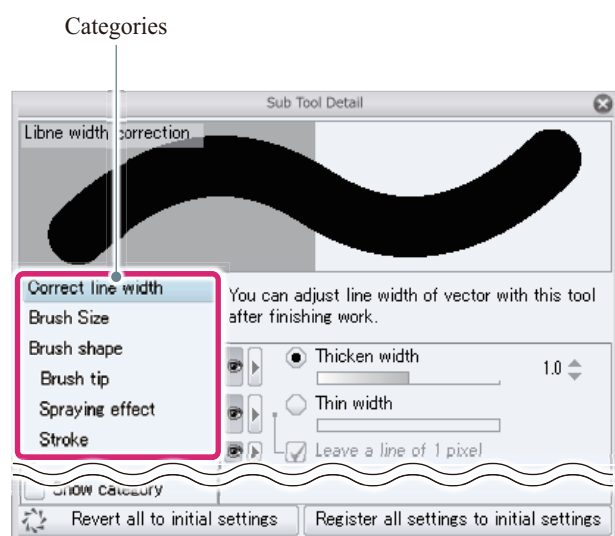 Categories
Sub Tool Detail
Libne width correction
Correct line width
Brush Size
Brush shape
Brush tip
Spraying effect
Stroke
You can adjust line width of vector with this tool
after finishing work.
Thicken width
1.0
Thin width
Leave a line of 1 pixel
Show category
Revert all to initial settings
Register all settings to initial settings